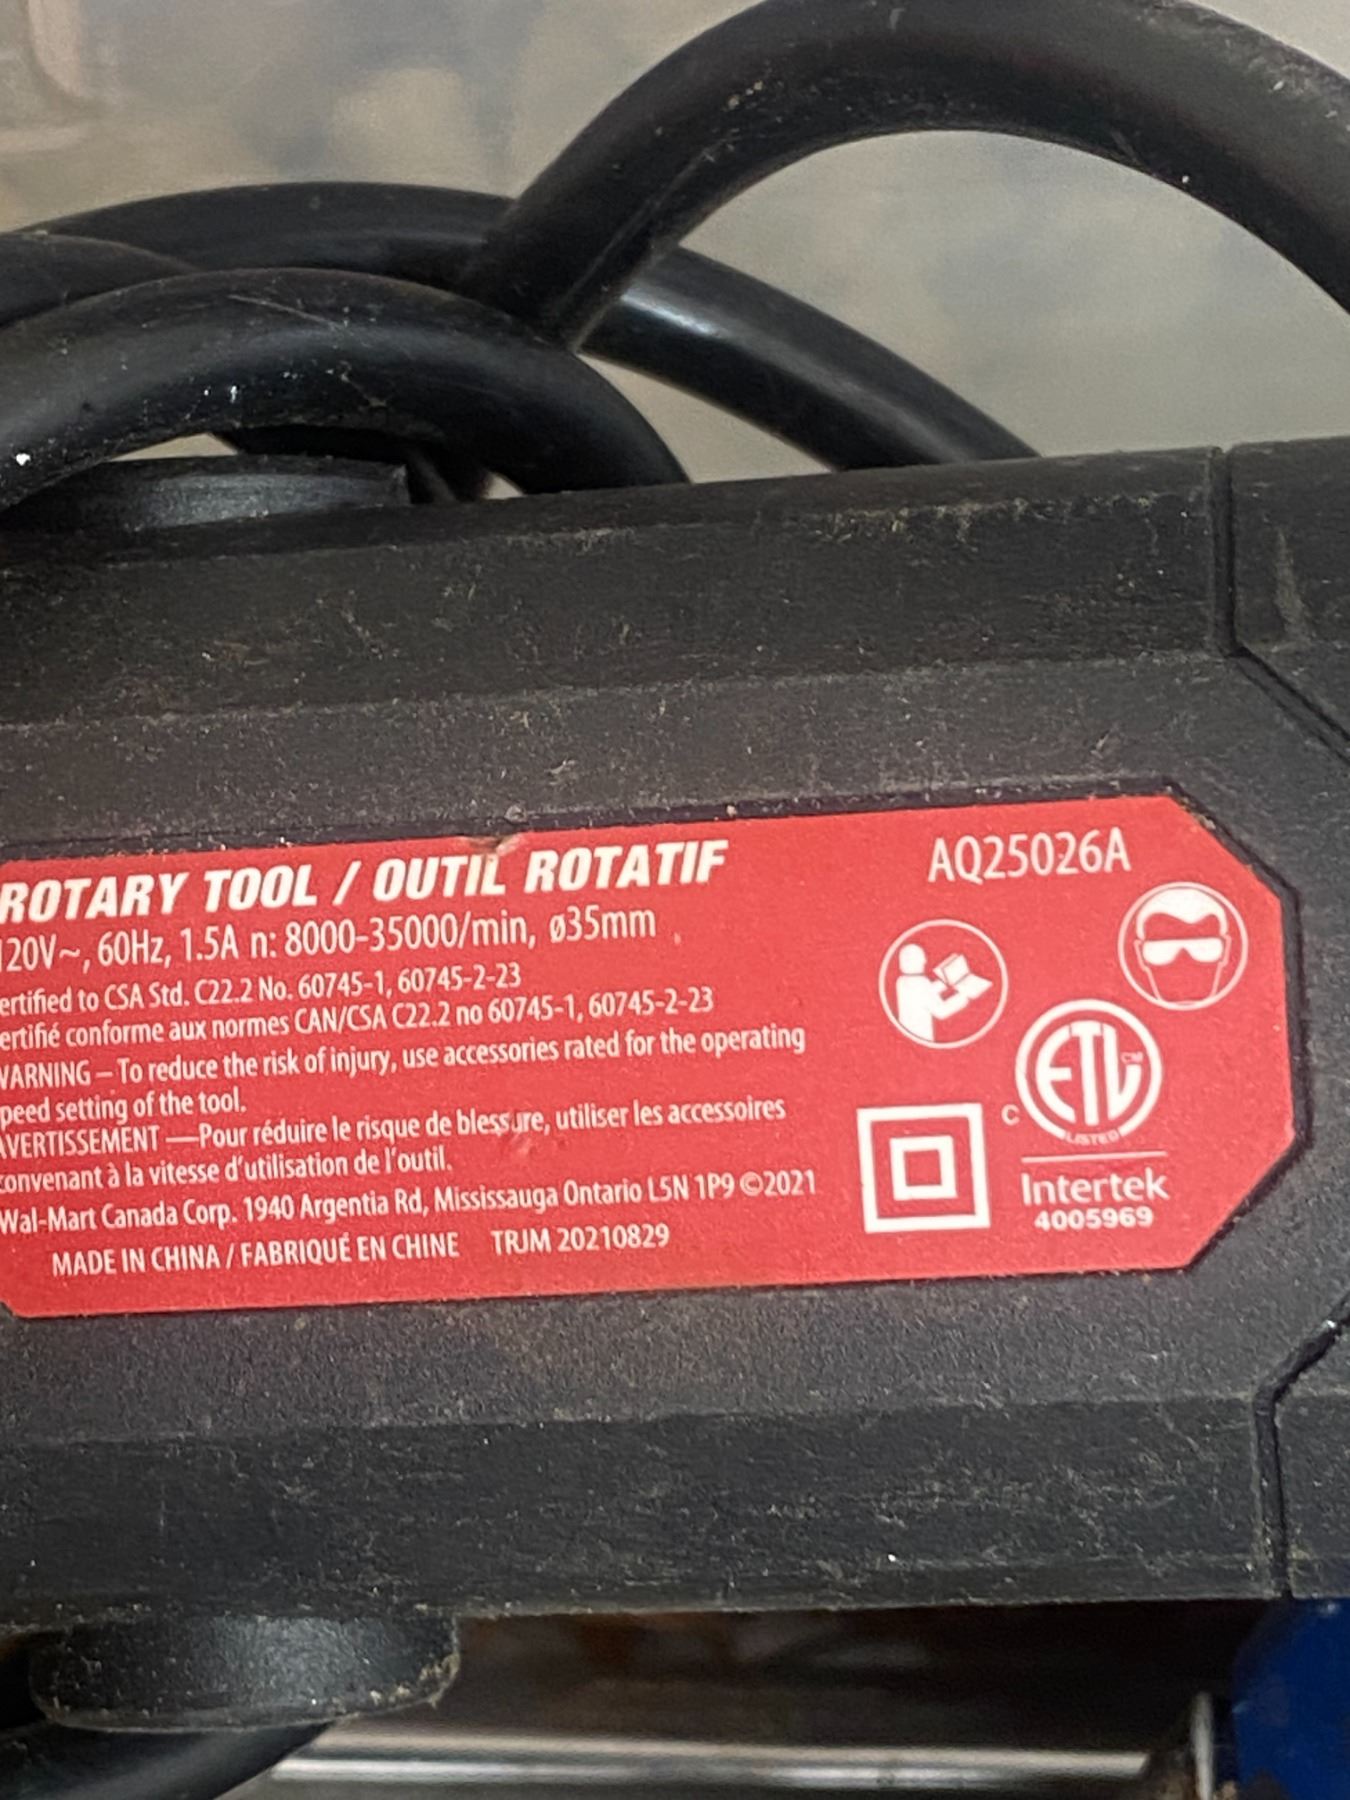 ROTARY TOOL / OUTIL ROTATIF
120V~, 60Hz, 1.5A n: 8000-35000/min, ø35mm
AQ25026A
ertified to CSA Std. C22.2 No. 60745-1, 60745-2-23
ertifié conforme aux normes CAN/CSA C22.2 no 60745-1, 60745-2-23
WARNING – To reduce the risk of injury, use accessories rated for the operating
peed setting of the tool.
AVERTISSEMENT —Pour réduire le risque de blessure, utiliser les accessoires
convenant à la vitesse d'utilisation de l'outil.
Wal-Mart Canada Corp. 1940 Argentia Rd, Mississauga Ontario L5N 1P9 ©2021
MADE IN CHINA / FABRIQUÉ EN CHINE TRJM 20210829
C ETL CM
LISTED
Intertek
4005969